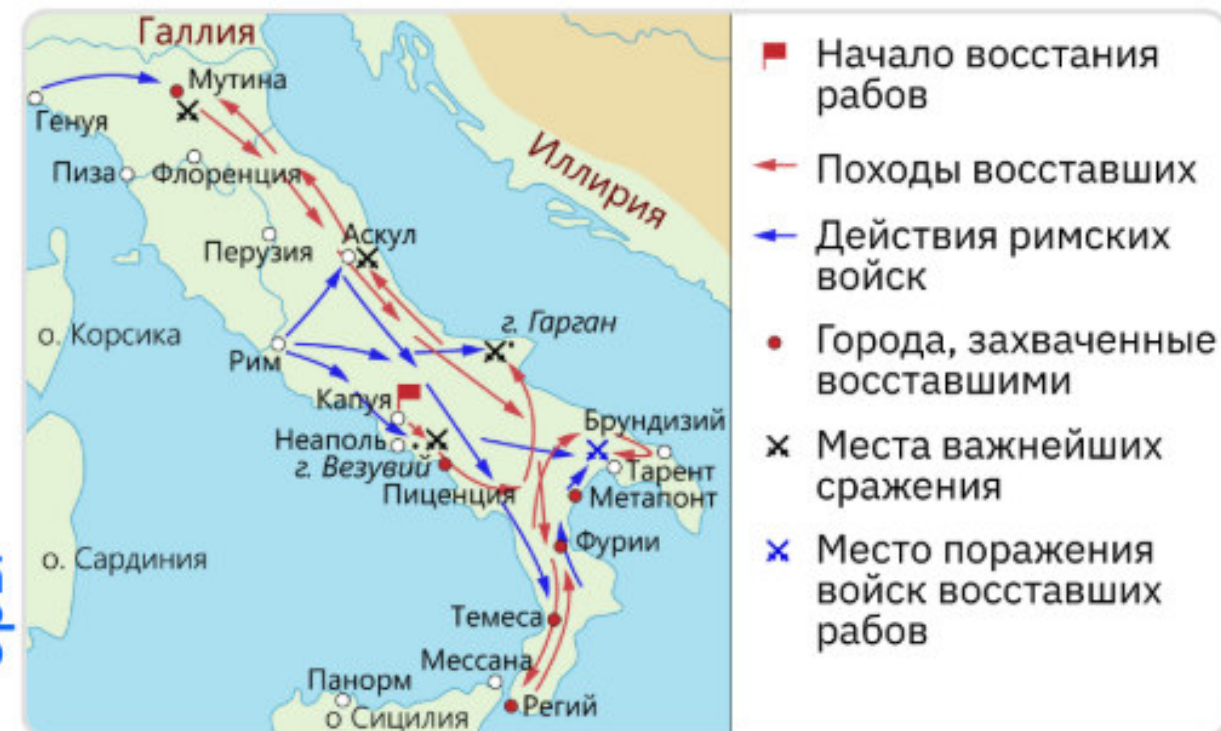 Галлия
Мутина
Генуя
Пиза
Флоренция
Иллирия
Перузия
Аскул
о. Корсика
г. Гарган
Рим
Капуя
Брундизий
Неаполь
г. Везувий
Тарент
Пиценция
Метапонт
о. Сардиния
Фурии
Темеса
Мессана
Панорм
Регий
о Сицилия
Начало восстания
рабов
Походы восставших
Действия римских
войск
Города, захваченные
восставшими
Места важнейших
сражения
Место поражения
войск восставших
рабов